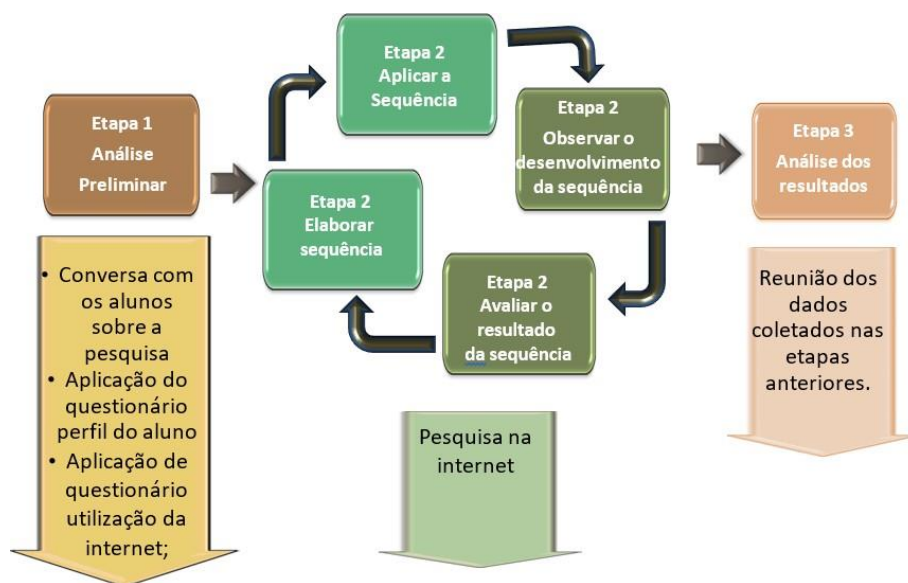 Etapa 1
Análise
Preliminar
Etapa 2
Aplicar a
Sequência
Etapa 2
Elaborar
sequência
Etapa 2
Observar o
desenvolvimento
da sequência
Etapa 2
Avaliar o
resultado
da sequência
Etapa 3
Análise dos
resultados
• Conversa com
os alunos
sobre a
pesquisa
• Aplicação do
questionário
perfil do aluno
• Aplicação de
questionário
utilização da
internet;
Pesquisa na
internet
Reunião dos
dados
coletados nas
etapas
anteriores.